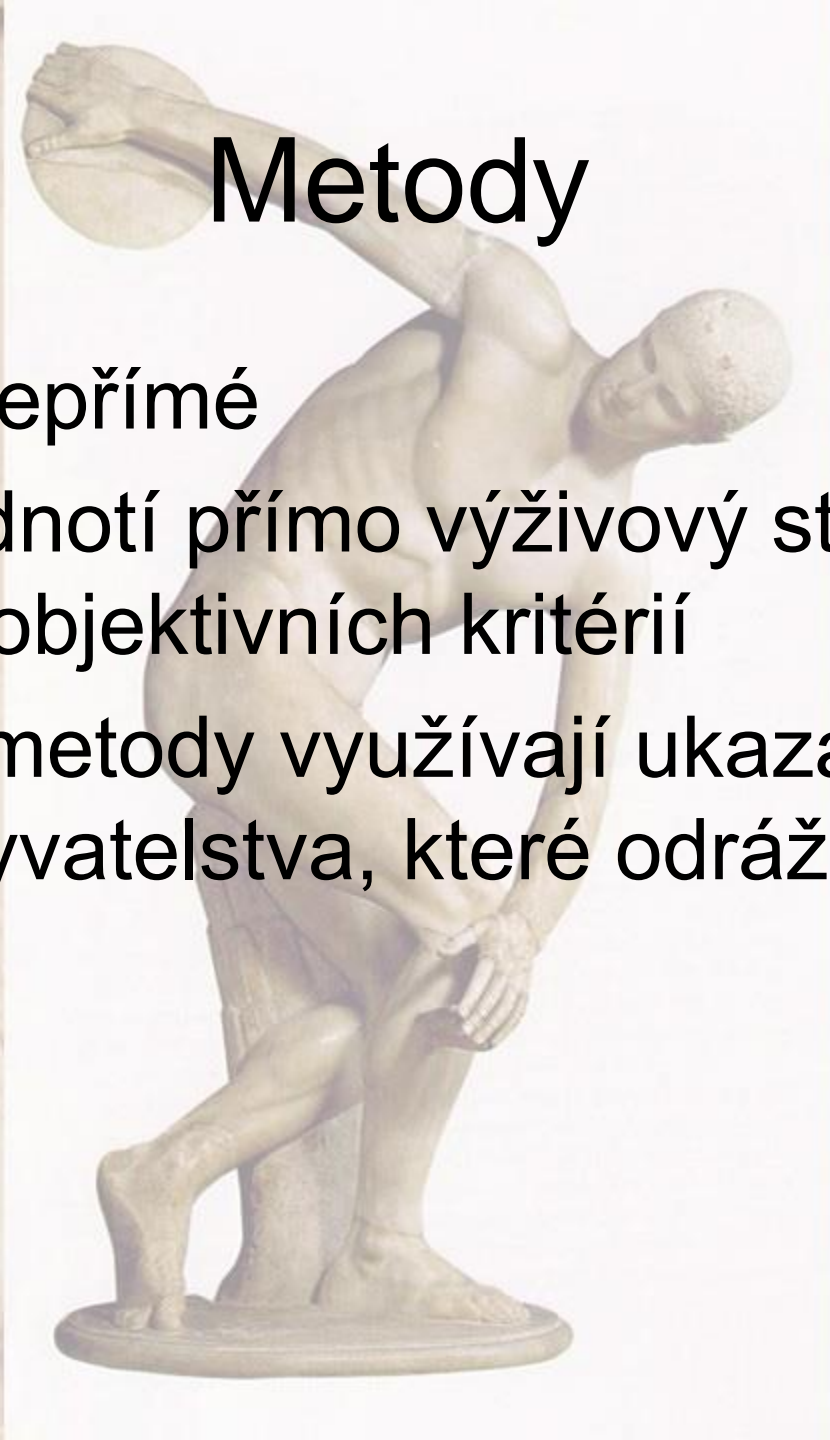 Metody
epřímé
dnotí přímo výživový st
objektivních kritérií
metody využívají ukaza
yvatelstva, které odráž